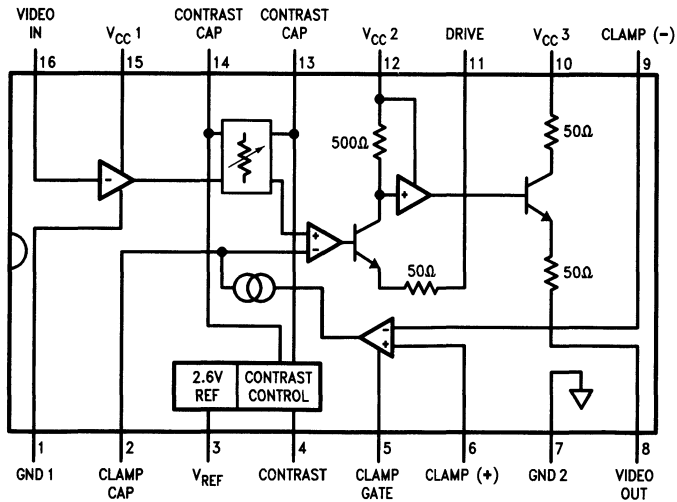 VIDEO
IN
VCC 1
CONTRAST
CAP
CONTRAST
CAP
VCC 2
DRIVE
VCC 3
CLAMP (−)
16
15
14
13
12
11
10
9
500Ω
50Ω
-
+
-
50Ω
50Ω
-
+
2.6V
REF
CONTRAST
CONTROL
1
2
3
4
5
6
7
8
GND 1
CLAMP
CAP
VREF
CONTRAST
CLAMP
GATE
CLAMP (+)
GND 2
VIDEO
OUT